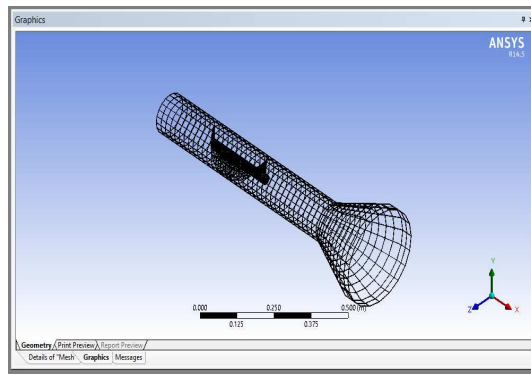 Graphics
ANSYS
R14.5
0.000 0.250 0.500 (m)
0.125 0.375
Y
Z X
Geometry Print Preview Report Preview
Details of "Mesh" Graphics Messages